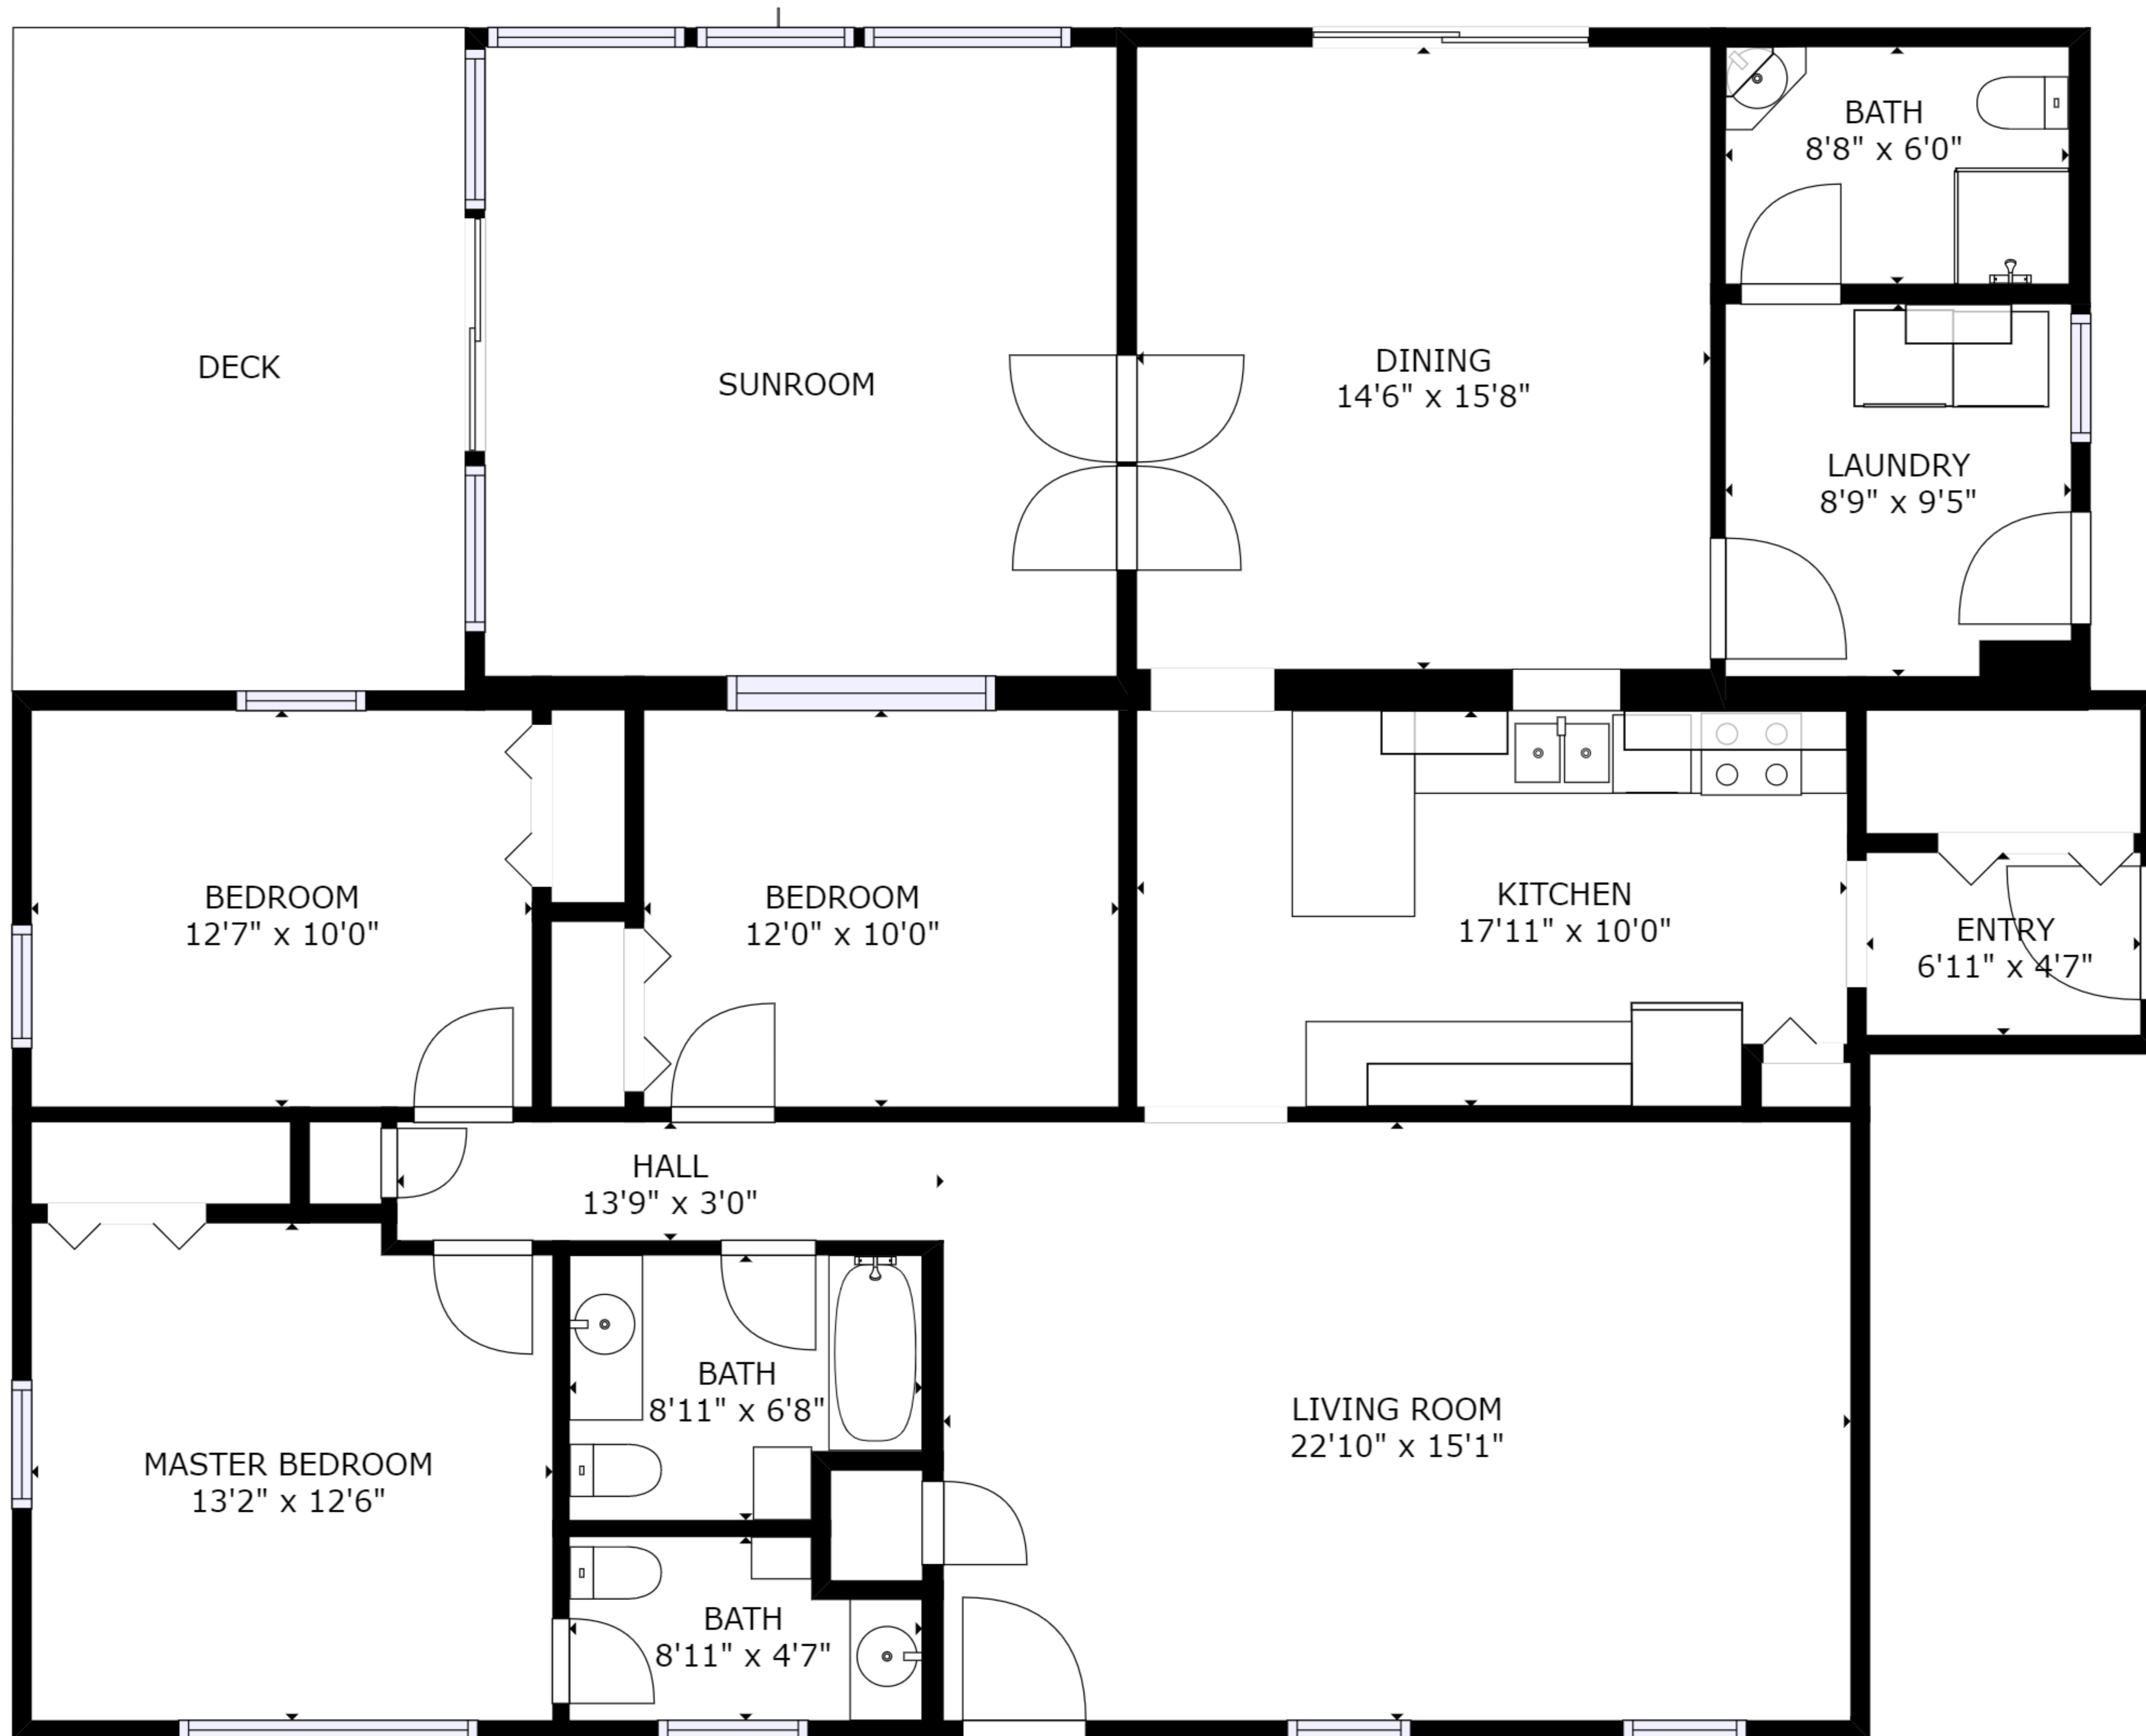 BATH
8'8" x 6'0"
DECK
SUNROOM
DINING
14'6" x 15'8"
LAUNDRY
8'9" x 9'5"
BEDROOM
12'7" x 10'0"
BEDROOM
12'0" x 10'0"
KITCHEN
17'11" x 10'0"
ENTRY
6'11" x 4'7"
HALL
13'9" x 3'0"
BATH
8'11" x 6'8"
LIVING ROOM
22'10" x 15'1"
MASTER BEDROOM
13'2" x 12'6"
BATH
8'11" x 4'7"